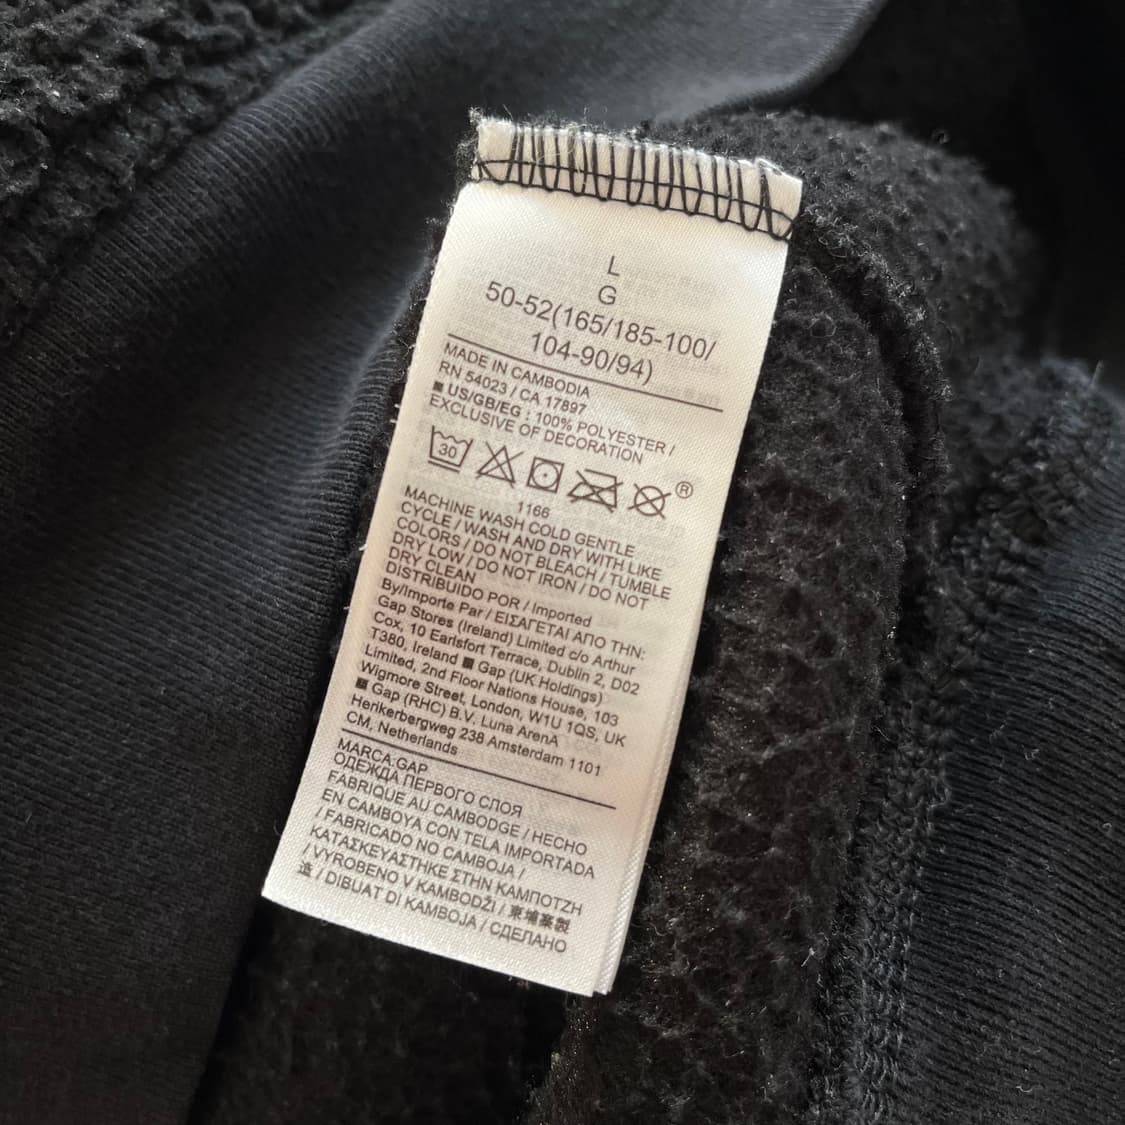 L
G
50-52(165/185-100/
104-90/94)
MADE IN CAMBODIA
RN 54023 / CA 17897
■ US/GB/EG : 100% POLYESTER /
EXCLUSIVE OF DECORATION
30
®
1166
MACHINE WASH COLD GENTLE
CYCLE / WASH AND DRY WITH LIKE
COLORS / DO NOT BLEACH / TUMBLE
DRY LOW / DO NOT IRON / DO NOT
DRY CLEAN
DISTRIBUIDO POR / Imported
By/Importe Par / ΕΙΣΑΓΕΤΑΙ ΑΠΟ ΤΗΝ:
Gap Stores (Ireland) Limited c/o Arthur
Cox, 10 Earlsfort Terrace, Dublin 2, D02
T380, Ireland ■ Gap (UK Holdings)
Limited, 2nd Floor Nations House, 103
Wigmore Street, London, W1U 1QS, UK
■ Gap (RHC) B.V. Luna ArenA
Herikerbergweg 238 Amsterdam 1101
CM, Netherlands
MARCA:GAP
ОДЕЖДА ПЕРВОГО СЛОЯ
FABRIQUE AU CAMBODGE / HECHO
EN CAMBOYA CON TELA IMPORTADA
/ FABRICADO NO CAMBOJA /
ΚΑΤΑΣΚΕΥΑΣΤΗΚΕ ΣΤΗΝ ΚΑΜΠΟΤΖΗ
/ VYROBENO V KAMBODŽI / 柬埔寨製
造 / DIBUAT DI KAMBOJA / СДЕЛАНО